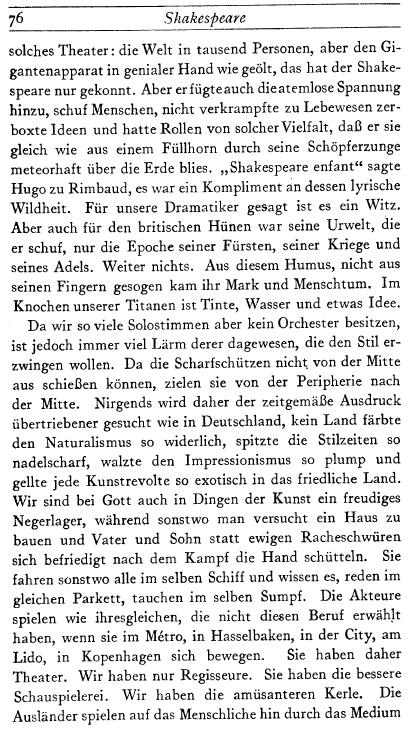 76 Shakespeare
solches Theater: die Welt in tausend Personen, aber den Gi-
gantenapparat in genialer Hand wie geölt, das hat der Shake-
speare nur gekonnt. Aber er fügte auch die atemlose Spannung
hinzu, schuf Menschen, nicht verkrampfte zu Lebewesen zer-
boxte Ideen und hatte Rollen von solcher Vielfalt, daß er sie
gleich wie aus einem Füllhorn durch seine Schöpferzunge
meteorhaft über die Erde blies. „Shakespeare enfant“ sagte
Hugo zu Rimbaud, es war ein Kompliment an dessen lyrische
Wildheit. Für unsere Dramatiker gesagt ist es ein Witz.
Aber auch für den britischen Hünen war seine Urwelt, die
er schuf, nur die Epoche seiner Fürsten, seiner Kriege und
seines Adels. Weiter nichts. Aus diesem Humus, nicht aus
seinen Fingern gesogen kam ihr Mark und Menschtum. Im
Knochen unserer Titanen ist Tinte, Wasser und etwas Idee.
Da wir so viele Solostimmen aber kein Orchester besitzen,
ist jedoch immer viel Lärm derer dagewesen, die den Stil er-
zwingen wollen. Da die Scharfschützen nicht von der Mitte
aus schießen können, zielen sie von der Peripherie nach
der Mitte. Nirgends wird daher der zeitgemäße Ausdruck
übertriebener gesucht wie in Deutschland, kein Land färbte
den Naturalismus so widerlich, spitzte die Stilzeiten so
nadelscharf, walzte den Impressionismus so plump und
gellte jede Kunstrevolte so exotisch in das friedliche Land.
Wir sind bei Gott auch in Dingen der Kunst ein freudiges
Negerlager, während sonstwo man versucht ein Haus zu
bauen und Vater und Sohn statt ewigen Racheschwüren
sich befriedigt nach dem Kampf die Hand schütteln. Sie
fahren sonstwo alle im selben Schiff und wissen es, reden im
gleichen Parkett, tauchen im selben Sumpf. Die Akteure
spielen wie ihresgleichen, die nicht diesen Beruf erwählt
haben, wenn sie im Métro, in Hasselbaken, in der City, am
Lido, in Kopenhagen sich bewegen. Sie haben daher
Theater. Wir haben nur Regisseure. Sie haben die bessere
Schauspielerei. Wir haben die amüsanteren Kerle. Die
Ausländer spielen auf das Menschliche hin durch das Medium